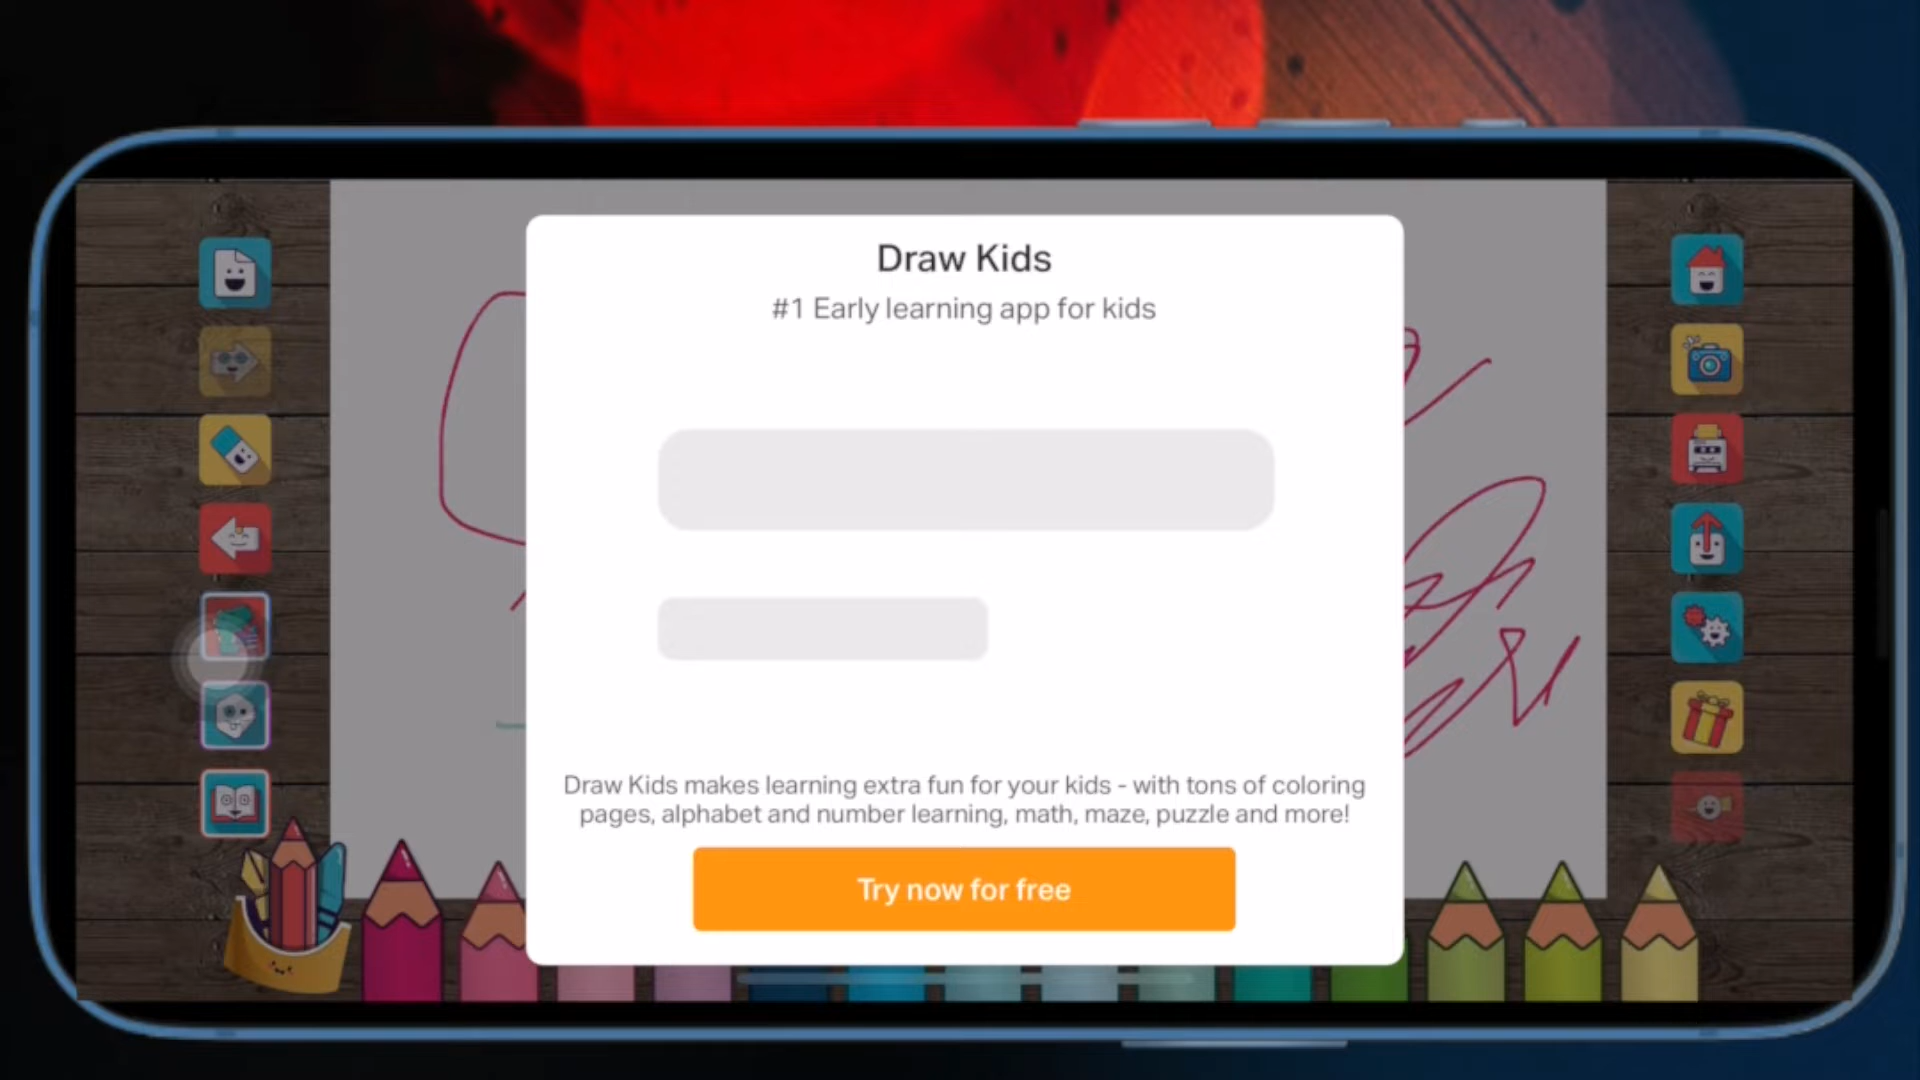 Draw Kids
#1 Early learning app for kids
Draw Kids makes learning extra fun for your kids - with tons of coloring
pages, alphabet and number learning, math, maze, puzzle and more!
Try now for free